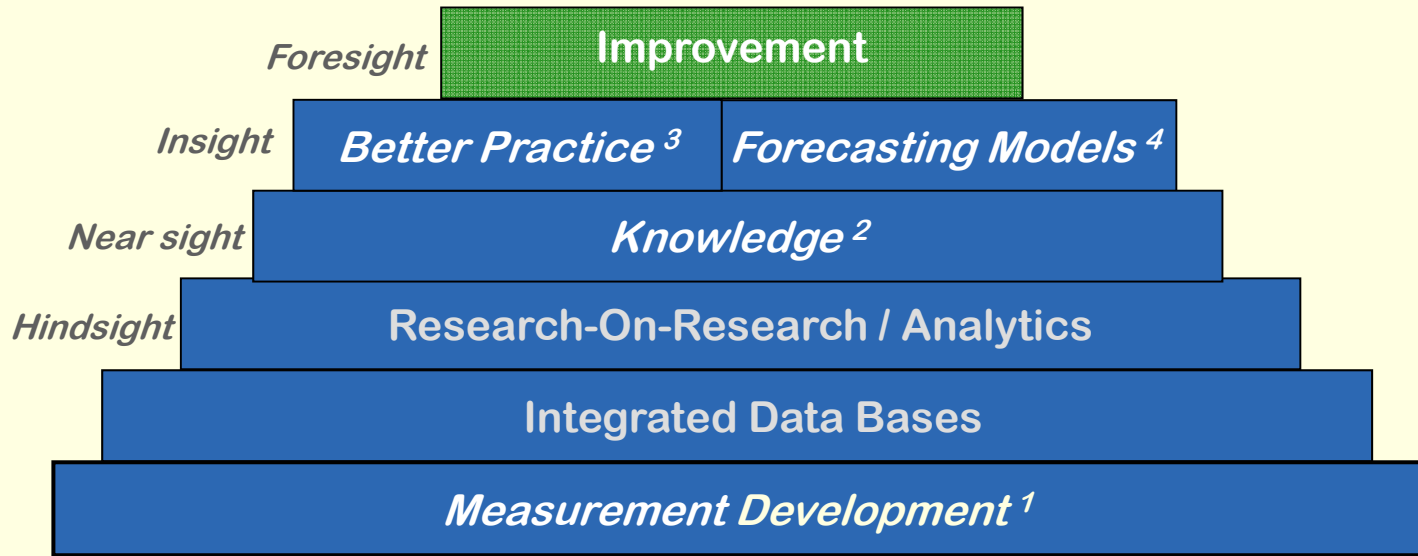 Foresight Improvement
Insight Better Practice ³ Forecasting Models ⁴
Near sight Knowledge ²
Hindsight Research-On-Research / Analytics
Integrated Data Bases
Measurement Development ¹